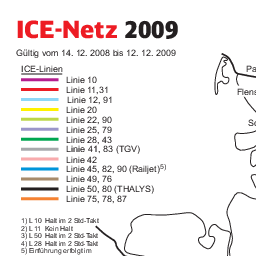 ICE-Netz 2009
Gültig vom 14. 12. 2008 bis 12. 12. 2009
ICE-Linien
Linie 10
Linie 11,31
Linie 12, 91
Linie 20
Linie 22, 90
Linie 25, 79
Linie 28, 43
Linie 41, 83 (TGV)
Linie 42
Linie 45, 82, 90 (Railjet)5)
Linie 49, 76
Linie 50, 80 (THALYS)
Linie 75, 78, 87
1) L 10 Halt im 2 Std-Takt
2) L 11 Kein Halt
3) L 50 Halt im 2 Std-Takt
4) L 28 Halt im 2 Std-Takt
5) Einführung erfolgt im
Pa
Flens
Sc